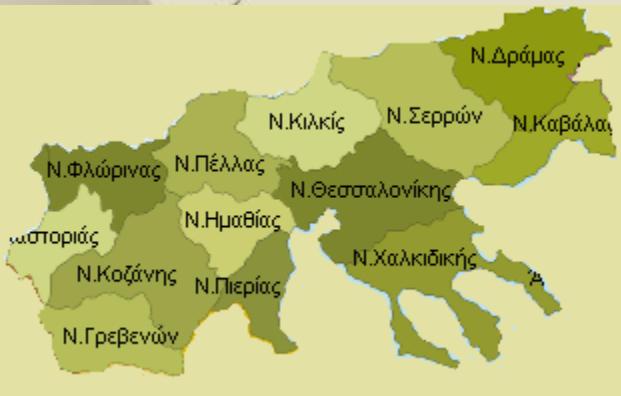 Ν.Δράμας
Ν.Κιλκίς
Ν.Σερρών
Ν.Καβάλας
Ν.Φλώρινας
Ν.Πέλλας
Ν.Θεσσαλονίκης
Ν.Ημαθίας
αστοριάς
Ν.Χαλκιδικής
Ν.Κοζάνης
Ν.Πιερίας
Ά
Ν.Γρεβενών